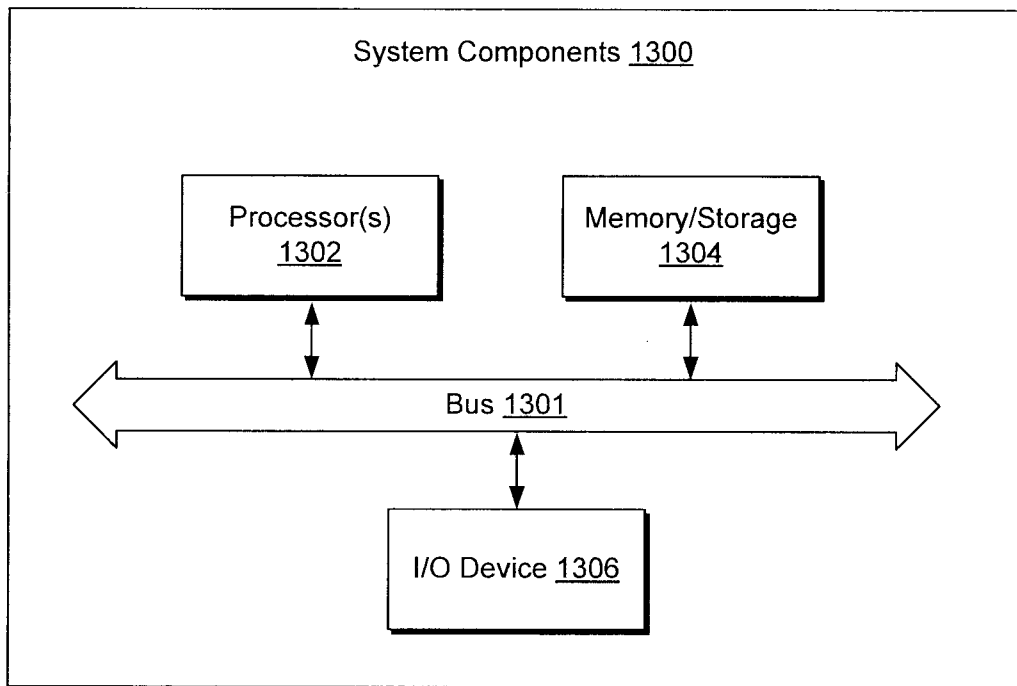 System Components 1300
Processor(s)
1302
Memory/Storage
1304
Bus 1301
I/O Device 1306